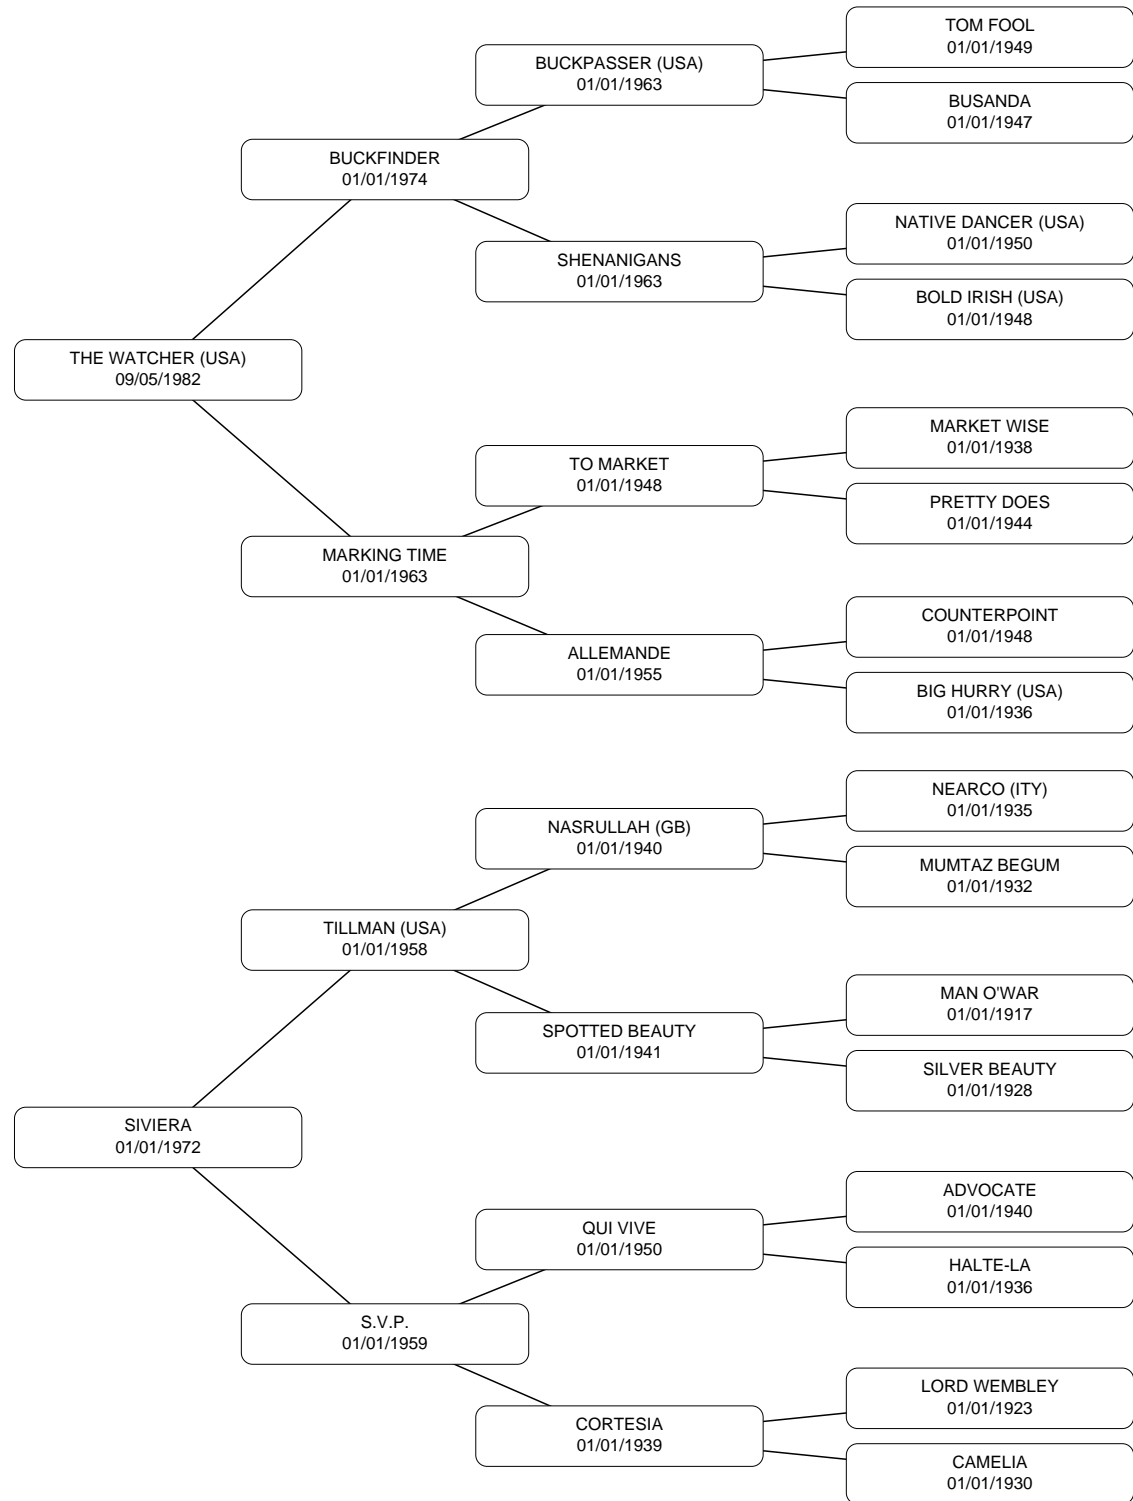 TOM FOOL
01/01/1949
BUCKPASSER (USA)
01/01/1963
BUSANDA
01/01/1947
BUCKFINDER
01/01/1974
NATIVE DANCER (USA)
01/01/1950
SHENANIGANS
01/01/1963
BOLD IRISH (USA)
01/01/1948
THE WATCHER (USA)
09/05/1982
MARKET WISE
01/01/1938
TO MARKET
01/01/1948
PRETTY DOES
01/01/1944
MARKING TIME
01/01/1963
COUNTERPOINT
01/01/1948
ALLEMANDE
01/01/1955
BIG HURRY (USA)
01/01/1936
NEARCO (ITY)
01/01/1935
NASRULLAH (GB)
01/01/1940
MUMTAZ BEGUM
01/01/1932
TILLMAN (USA)
01/01/1958
MAN O'WAR
01/01/1917
SPOTTED BEAUTY
01/01/1941
SILVER BEAUTY
01/01/1928
SIVIERA
01/01/1972
ADVOCATE
01/01/1940
QUI VIVE
01/01/1950
HALTE-LA
01/01/1936
S.V.P.
01/01/1959
LORD WEMBLEY
01/01/1923
CORTESIA
01/01/1939
CAMELIA
01/01/1930